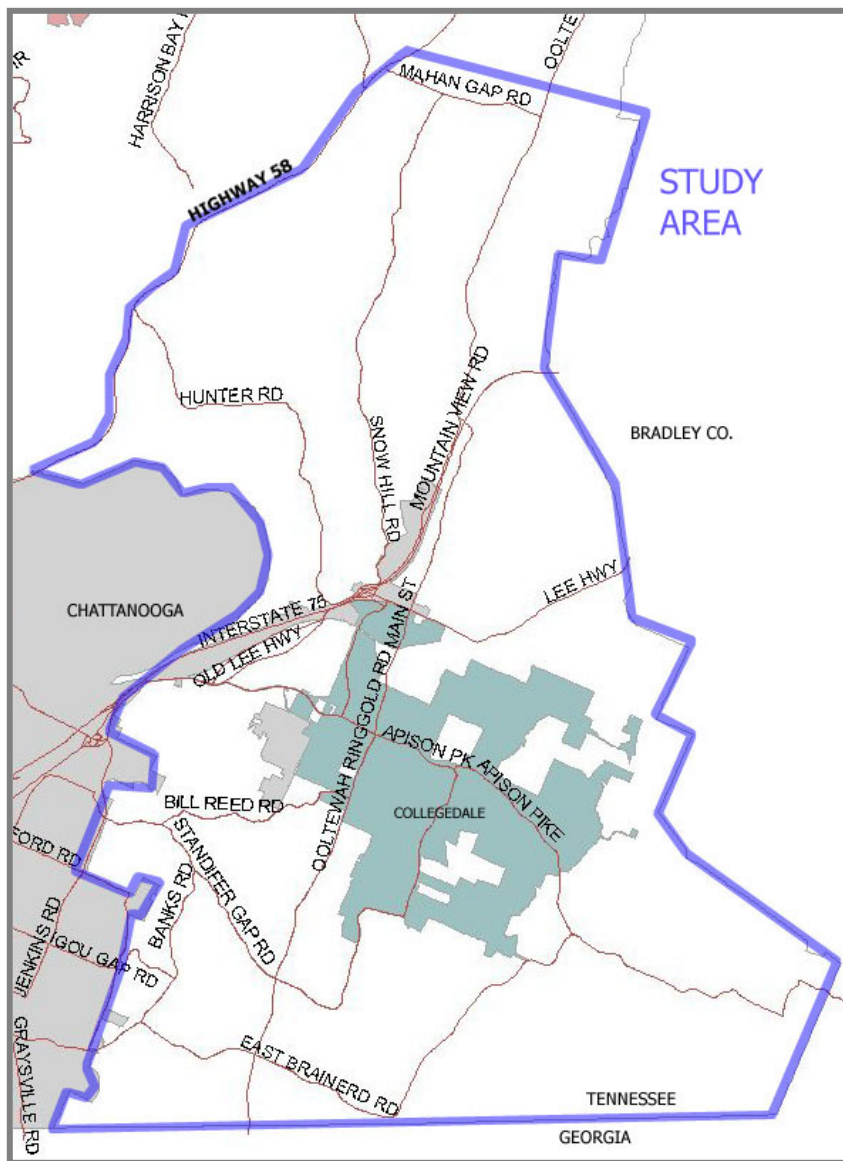 HARRISON BAY
OOLTE
MAHAN GAP RD
HIGHWAY 58
STUDY
AREA
HUNTER RD
SNOW HILL RD
MOUNTAIN VIEW RD
BRADLEY CO.
CHATTANOOGA
INTERSTATE 75
LEE HWY
OLD LEE HWY
OOLTEWAH RINGGOLD RD
MAIN ST
APISON PK
APISON PIKE
BILL REED RD
COLLEGEDALE
STANDIFER GAP RD
FORD RD
BANKS RD
JENKINS RD
IGOU GAP RD
GRAYSVILLE RD
EAST BRAINERD RD
TENNESSEE
GEORGIA